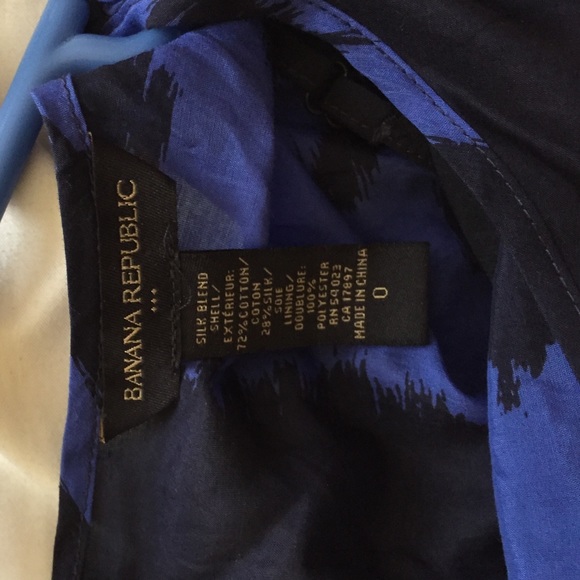 BANANA REPUBLIC
SILK BLEND
SHELL/
EXTÉRIEUR:
72%COTTON/
COTON
28%SILK/
SOIE
LINING/
DOUBLURE:
100%
POLYESTER
RN 54023
CA 17897
MADE IN CHINA
0